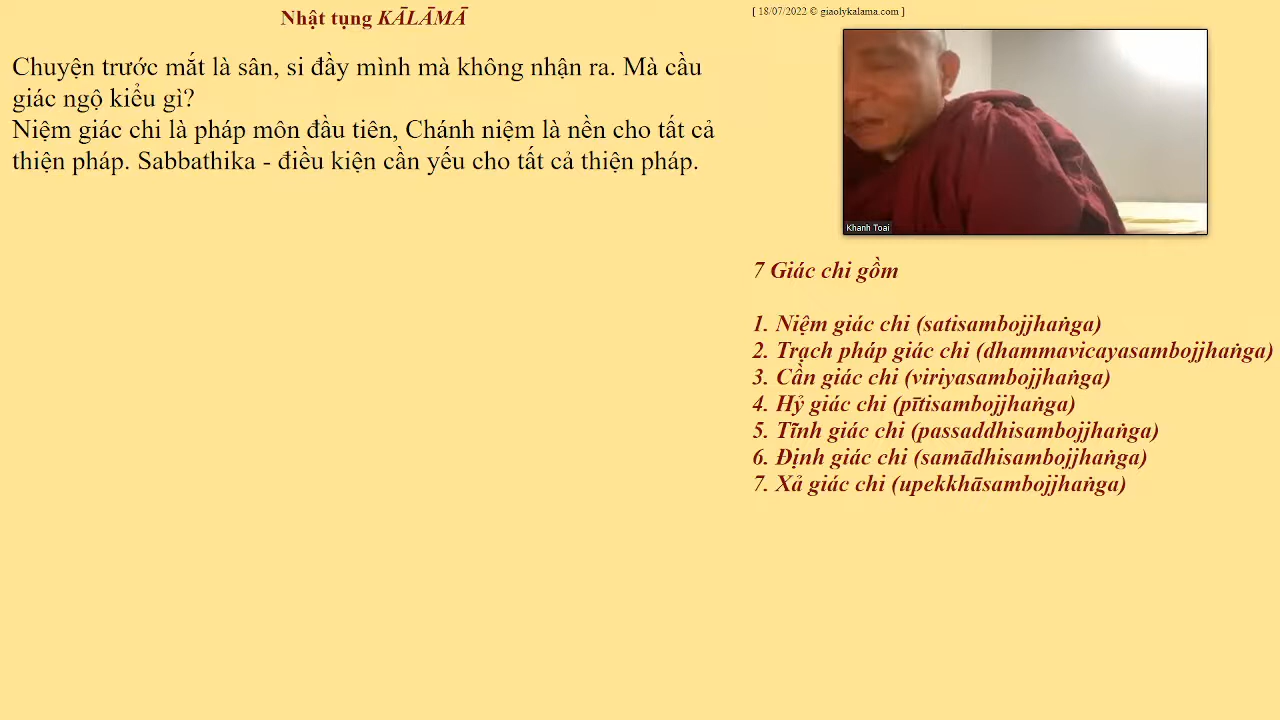 Nhật tụng KĀLĀMĀ
Chuyện trước mắt là sân, si đầy mình mà không nhận ra. Mà cầu
giác ngộ kiểu gì?
Niệm giác chi là pháp môn đầu tiên, Chánh niệm là nền cho tất cả
thiện pháp. Sabbathika - điều kiện cần yếu cho tất cả thiện pháp.
[ 18/07/2022 © giaolykalama.com ]
Khanh Toai
7 Giác chi gồm
1. Niệm giác chi (satisambojjhaṅga)
2. Trạch pháp giác chi (dhammavicayasambojjhaṅga)
3. Cần giác chi (viriyasambojjhaṅga)
4. Hỷ giác chi (pītisambojjhaṅga)
5. Tĩnh giác chi (passaddhisambojjhaṅga)
6. Định giác chi (samādhisambojjhaṅga)
7. Xả giác chi (upekkhāsambojjhaṅga)